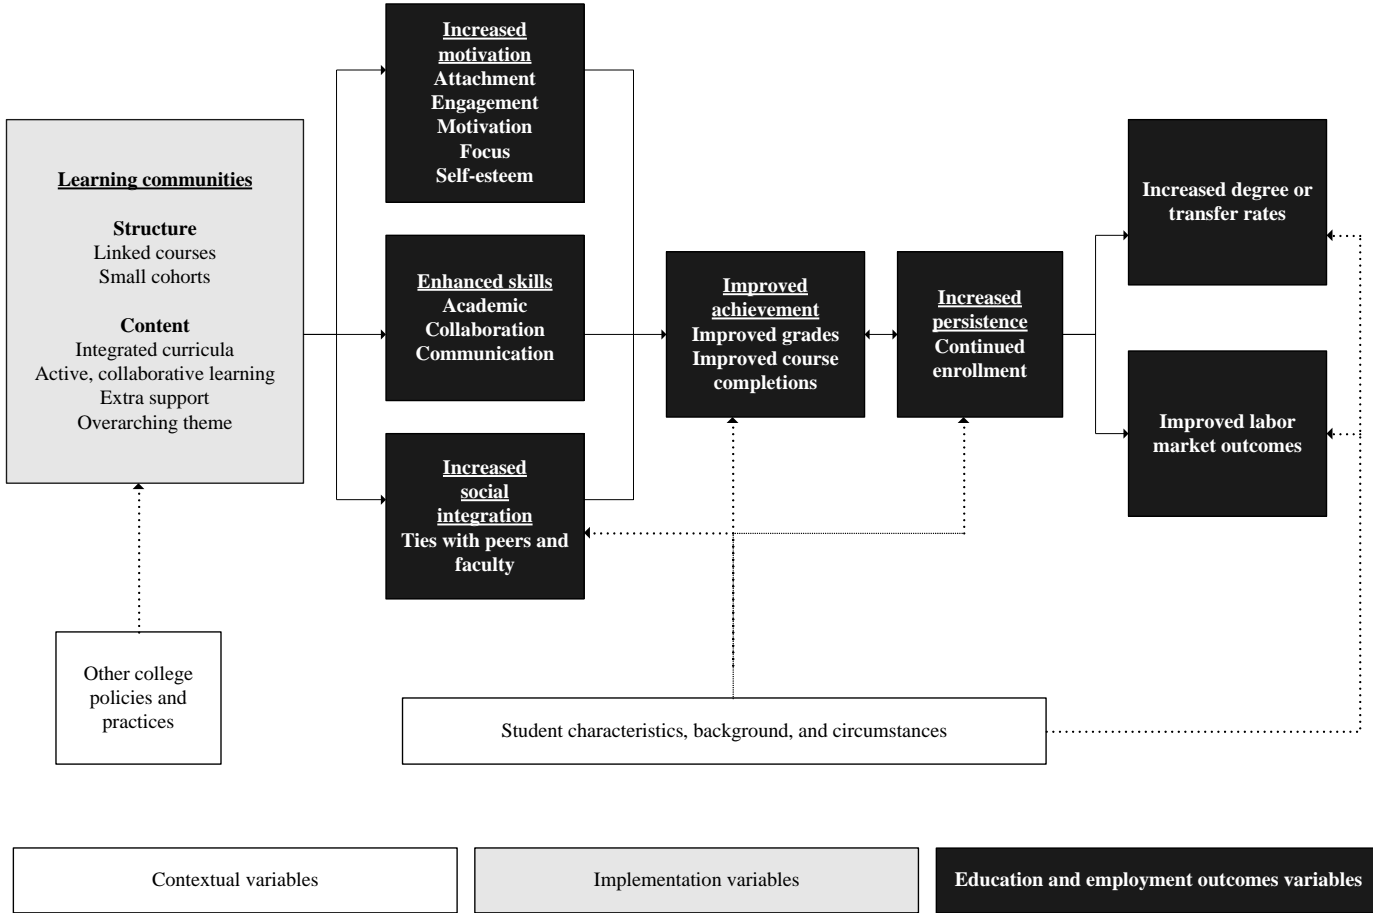 Increased
motivation
Attachment
Engagement
Motivation
Focus
Self-esteem
Learning communities
Structure
Linked courses
Small cohorts
Content
Integrated curricula
Active, collaborative learning
Extra support
Overarching theme
Enhanced skills
Academic
Collaboration
Communication
Increased
social
integration
Ties with peers and
faculty
Improved
achievement
Improved grades
Improved course
completions
Increased
persistence
Continued
enrollment
Increased degree or
transfer rates
Improved labor
market outcomes
Other college
policies and
practices
Student characteristics, background, and circumstances
Contextual variables
Implementation variables
Education and employment outcomes variables